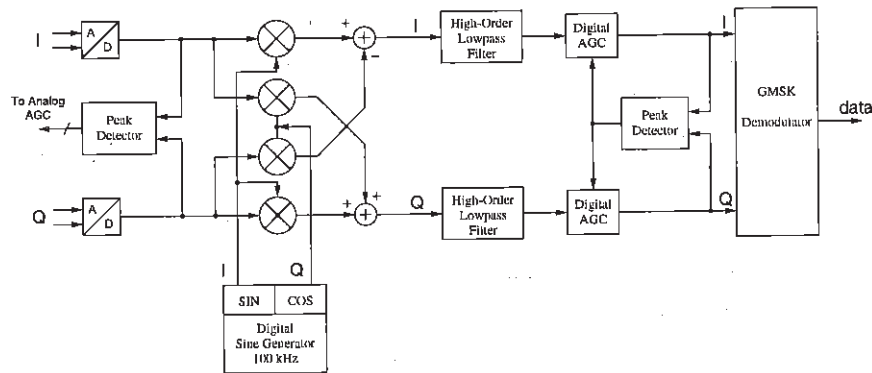 I
A
D
+
+
−
I
High-Order
Lowpass
Filter
Digital
AGC
I
GMSK
Demodulator
data
To Analog
AGC
Peak
Detector
Peak
Detector
Q
A
D
+
+
Q
High-Order
Lowpass
Filter
Digital
AGC
Q
I
Q
SIN
COS
Digital
Sine Generator
100 kHz